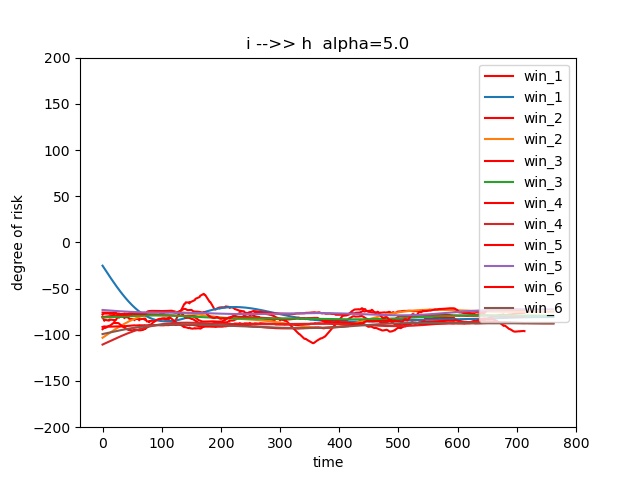 i -->> h  alpha=5.0
200
150
100
50
0
−50
−100
−150
−200
degree of risk
win_1
win_1
win_2
win_2
win_3
win_3
win_4
win_4
win_5
win_5
win_6
win_6
0 100 200 300 400 500 600 700 800
time